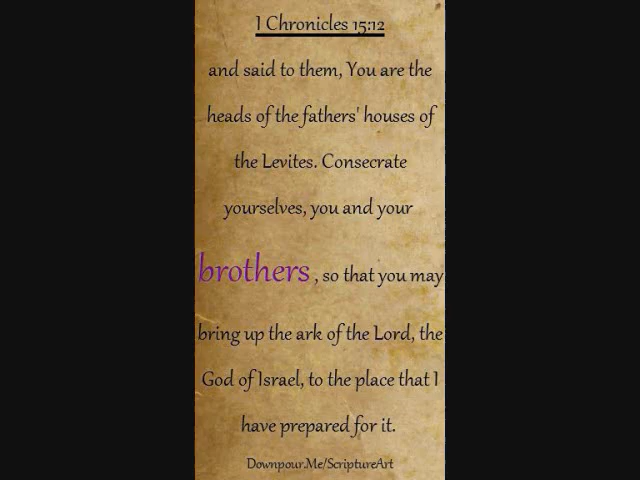 1 Chronicles 15:12
and said to them, You are the
heads of the fathers' houses of
the Levites. Consecrate
yourselves, you and your
brothers , so that you may
bring up the ark of the Lord, the
God of Israel, to the place that I
have prepared for it.
Downpour.Me/ScriptureArt